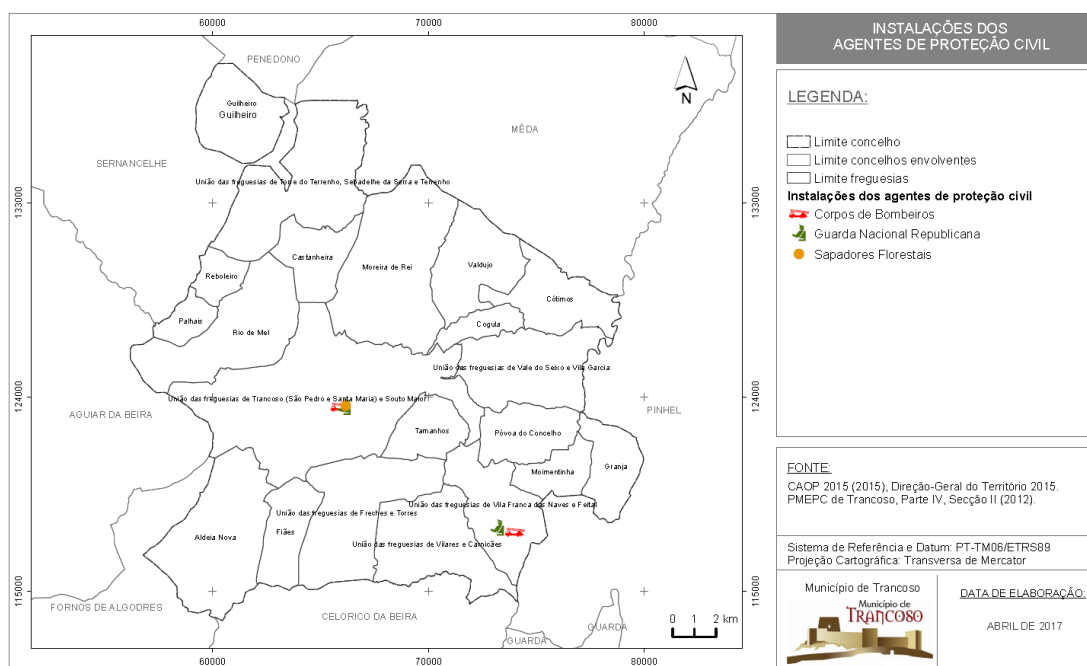 60000
70000
80000
PENEDONO
Guilheiro
Guilheiro
MÊDA
N
SERNANCELHE
União das freguesias de Torre do Terrenho, Sebadelhe da Serra e Terrenho
133000
133000
Castanheira
Moreira de Rei
Valdujo
Reboleiro
Cótimos
Palhais
Rio de Mel
Cogula
União das freguesias de Vale do Seixo e Vila Garcia
124000
124000
União das freguesias de Trancoso (São Pedro e Santa Maria) e Souto Maior
AGUIAR DA BEIRA
PINHEL
Tamanhos
Póvoa do Concelho
Moimentinha
Granja
União das freguesias de Vila Franca das Naves e Feital
União das freguesias de Freches e Torres
Aldeia Nova
Fiães
União das freguesias de Vilares e Carnicães
115000
115000
FORNOS DE ALGODRES
CELORICO DA BEIRA
GUARDA
GUARDA
0 1 2 km
60000
70000
80000
INSTALAÇÕES DOS
AGENTES DE PROTEÇÃO CIVIL
LEGENDA:
Limite concelho
Limite concelhos envolventes
Limite freguesias
Instalações dos agentes de proteção civil
Corpos de Bombeiros
Guarda Nacional Republicana
Sapadores Florestais
FONTE:
CAOP 2015 (2015), Direção-Geral do Território 2015.
PMEPC de Trancoso, Parte IV, Secção II (2012).
Sistema de Referência e Datum: PT-TM06/ETRS89
Projeção Cartográfica: Transversa de Mercator
Município de Trancoso
Município de
TRANCOSO
DATA DE ELABORAÇÃO:
ABRIL DE 2017